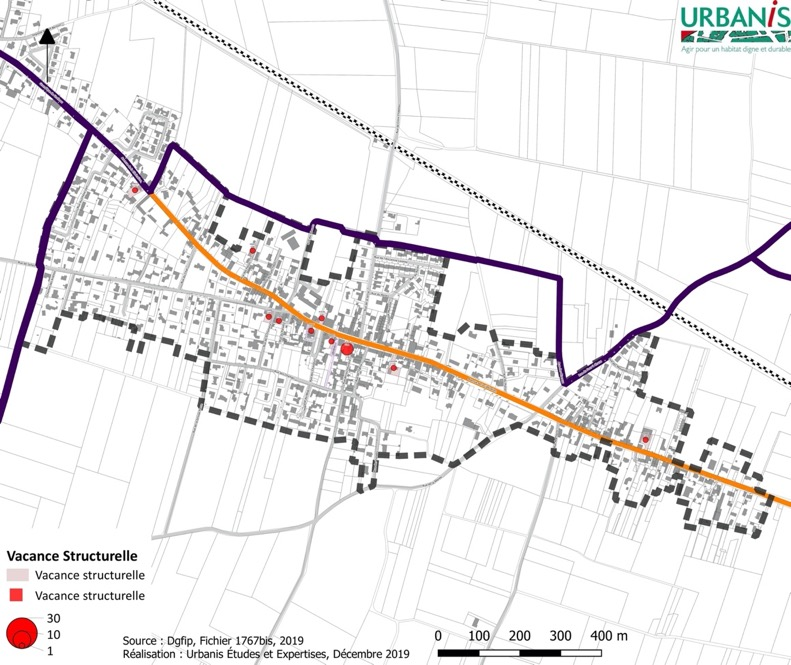 URBANiS
Agir pour un habitat digne et durable
Vacance Structurelle
Vacance structurelle
Vacance structurelle
30
10
1
Source : Dgfip, Fichier 1767bis, 2019
Réalisation : Urbanis Études et Expertises, Décembre 2019
0 100 200 300 400 m